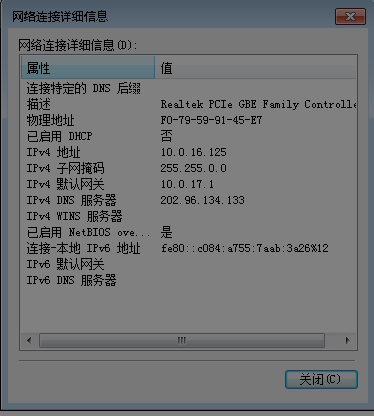 网络连接详细信息
网络连接详细信息(D):
属性 值
连接特定的 DNS 后缀
描述 Realtek PCIe GBE Family Controlle
物理地址 F0-79-59-91-45-E7
已启用 DHCP 否
IPv4 地址 10.0.16.125
IPv4 子网掩码 255.255.0.0
IPv4 默认网关 10.0.17.1
IPv4 DNS 服务器 202.96.134.133
IPv4 WINS 服务器
已启用 NetBIOS ove... 是
连接-本地 IPv6 地址 fe80::c084:a755:7aab:3a26%12
IPv6 默认网关
IPv6 DNS 服务器
关闭(C)